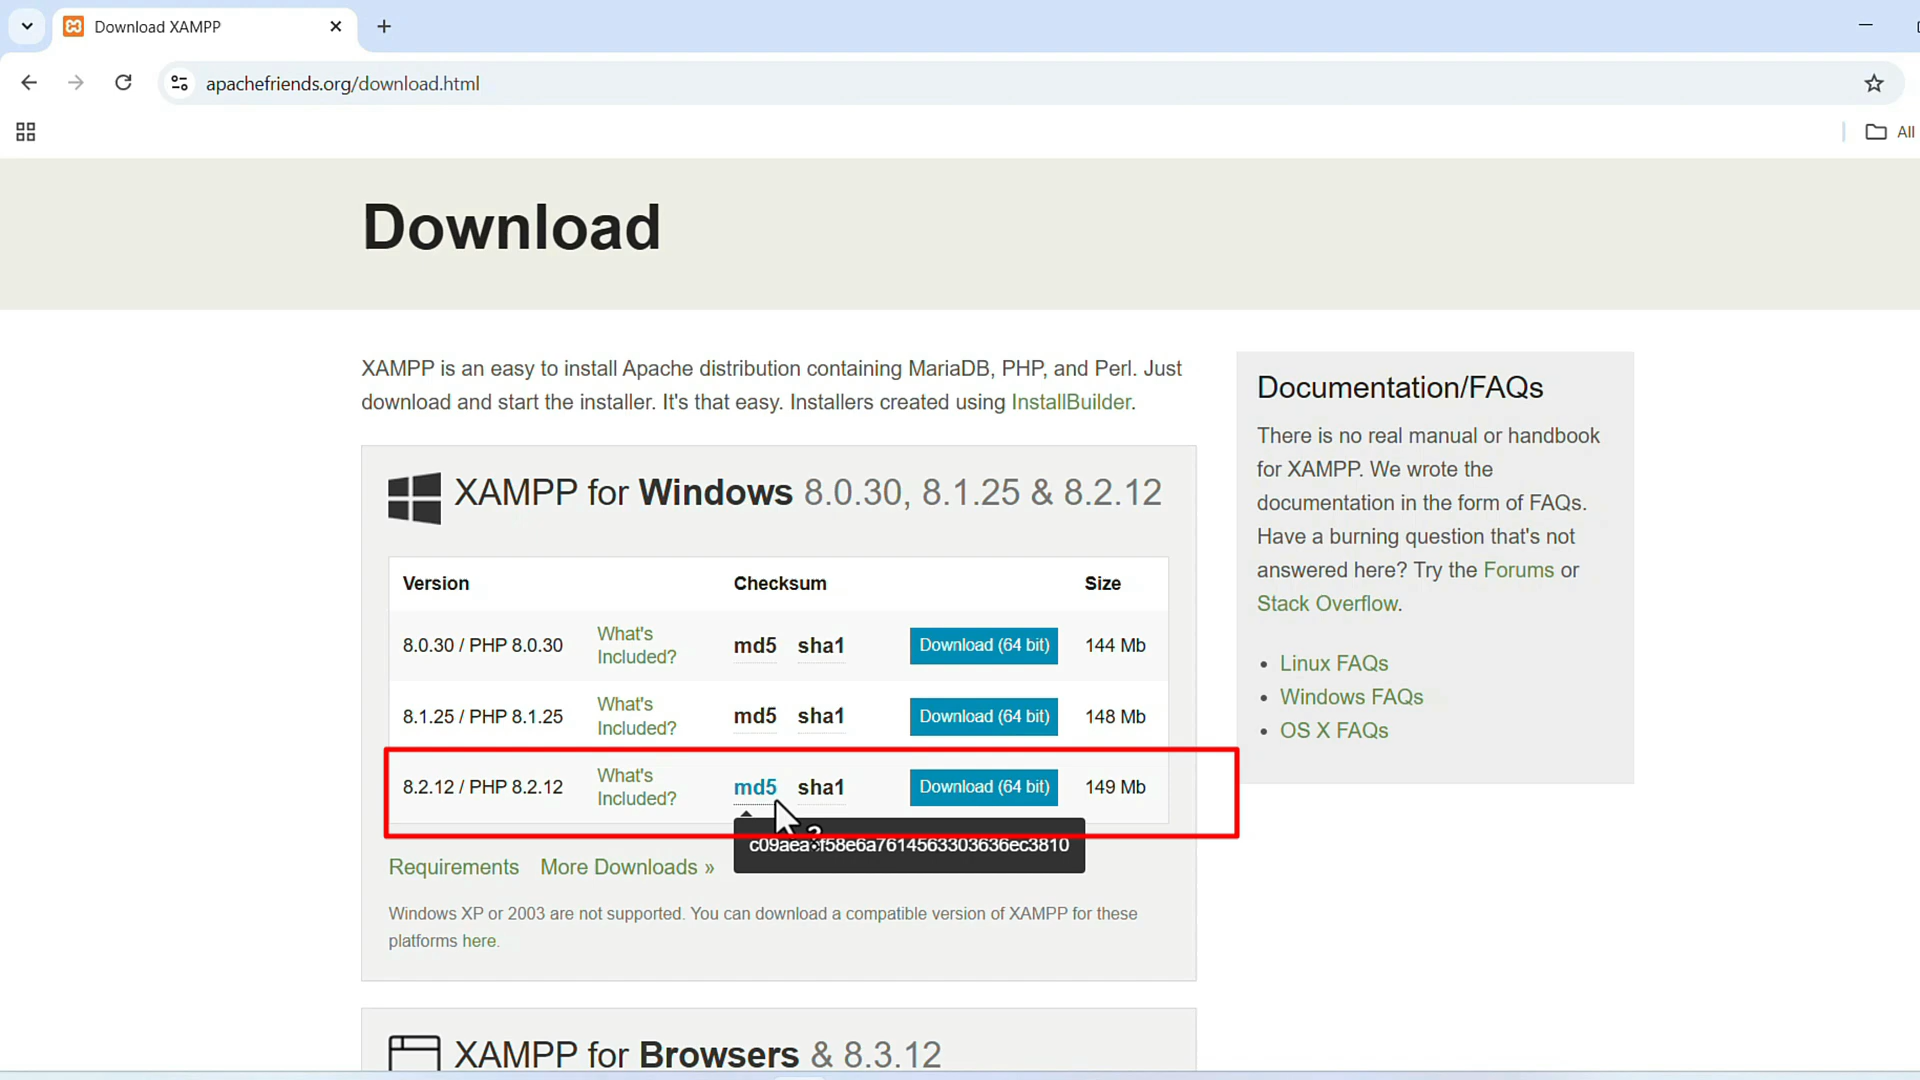 Download XAMPP
apachefriends.org/download.html
All
Download
XAMPP is an easy to install Apache distribution containing MariaDB, PHP, and Perl. Just
download and start the installer. It's that easy. Installers created using InstallBuilder.
XAMPP for Windows 8.0.30, 8.1.25 & 8.2.12
Version Checksum Size
8.0.30 / PHP 8.0.30 What's Included? md5 sha1 Download (64 bit) 144 Mb
8.1.25 / PHP 8.1.25 What's Included? md5 sha1 Download (64 bit) 148 Mb
8.2.12 / PHP 8.2.12 What's Included? md5 sha1 Download (64 bit) 149 Mb
Requirements More Downloads »
Windows XP or 2003 are not supported. You can download a compatible version of XAMPP for these
platforms here.
XAMPP for Browsers & 8.3.12
Documentation/FAQs
There is no real manual or handbook
for XAMPP. We wrote the
documentation in the form of FAQs.
Have a burning question that's not
answered here? Try the Forums or
Stack Overflow.
• Linux FAQs
• Windows FAQs
• OS X FAQs